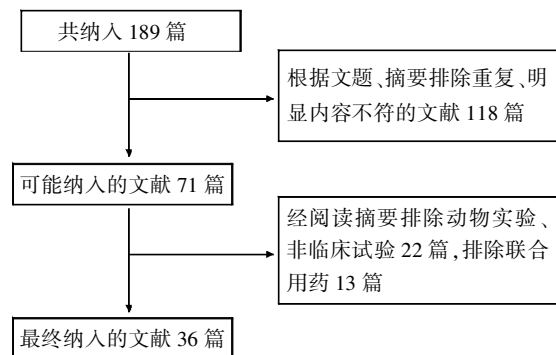 共纳入 189 篇
根据文题、摘要排除重复、明
显内容不符的文献 118 篇
可能纳入的文献 71 篇
经阅读摘要排除动物实验、
非临床试验 22 篇,排除联合
用药 13 篇
最终纳入的文献 36 篇